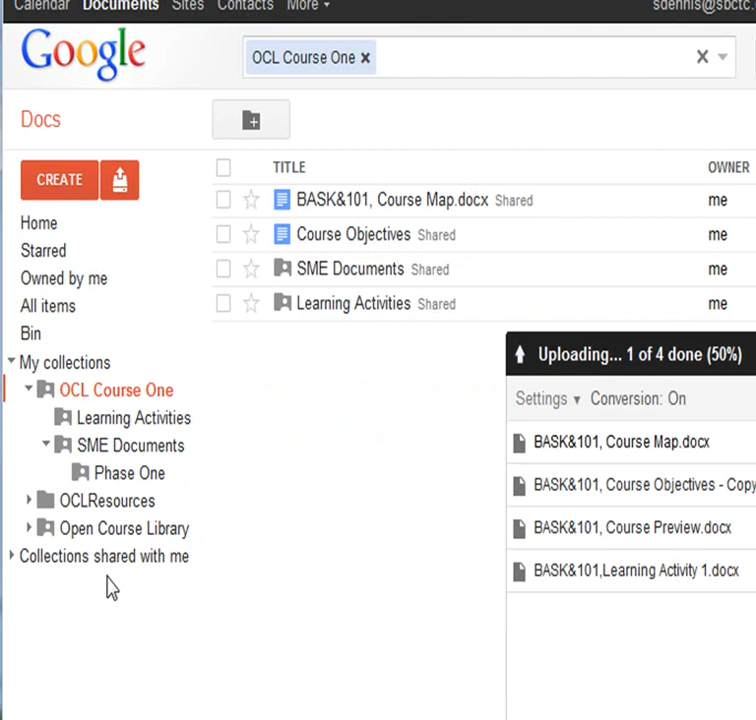 Calendar Documents Sites Contacts More sdennis@sbctc.
Google
OCL Course One
Docs
CREATE
TITLE OWNER
BASK&101, Course Map.docx Shared me
Course Objectives Shared me
SME Documents Shared me
Learning Activities Shared me
Home
Starred
Owned by me
All items
Bin
My collections
OCL Course One
Learning Activities
SME Documents
Phase One
OCLResources
Open Course Library
Collections shared with me
Uploading... 1 of 4 done (50%)
Settings Conversion: On
BASK&101, Course Map.docx
BASK&101, Course Objectives - Copy
BASK&101, Course Preview.docx
BASK&101,Learning Activity 1.docx